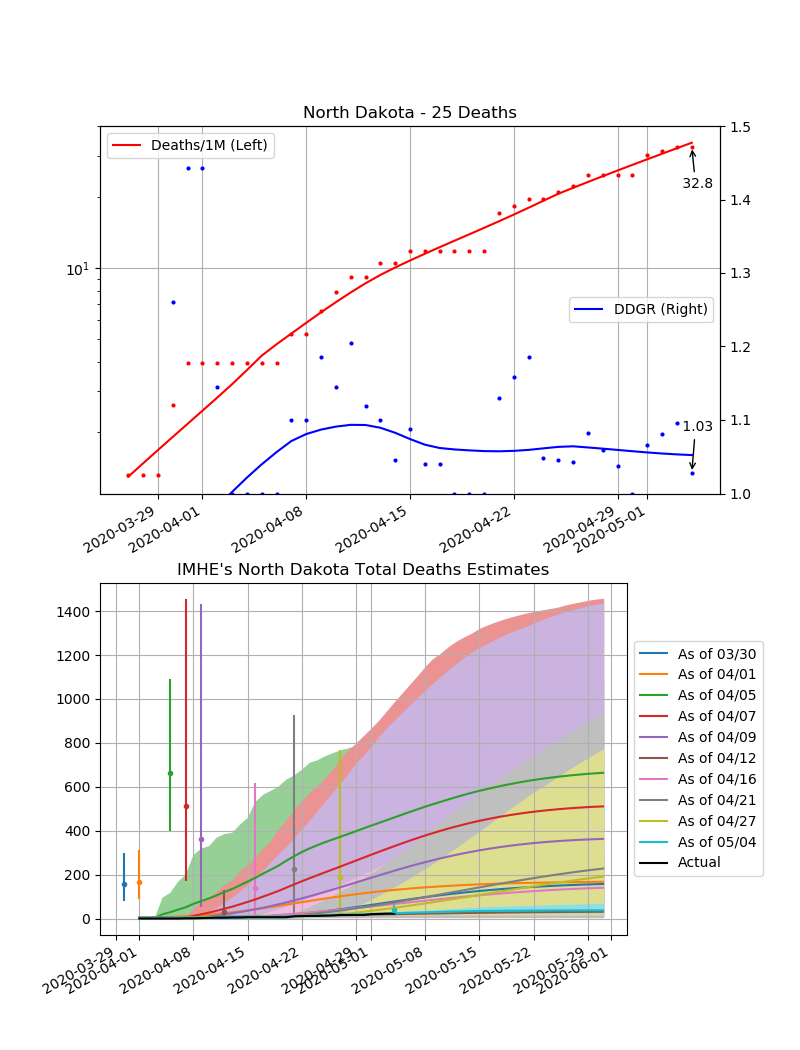 North Dakota - 25 Deaths
Deaths/1M (Left)
DDGR (Right)
32.8
1.03
10^1
1.5
1.4
1.3
1.2
1.1
1.0
2020-03-29
2020-04-01
2020-04-08
2020-04-15
2020-04-22
2020-04-29
2020-05-01
IMHE's North Dakota Total Deaths Estimates
1400
1200
1000
800
600
400
200
0
2020-03-29
2020-04-01
2020-04-08
2020-04-15
2020-04-22
2020-04-29
2020-05-01
2020-05-08
2020-05-15
2020-05-22
2020-05-29
2020-06-01
As of 03/30
As of 04/01
As of 04/05
As of 04/07
As of 04/09
As of 04/12
As of 04/16
As of 04/21
As of 04/27
As of 05/04
Actual